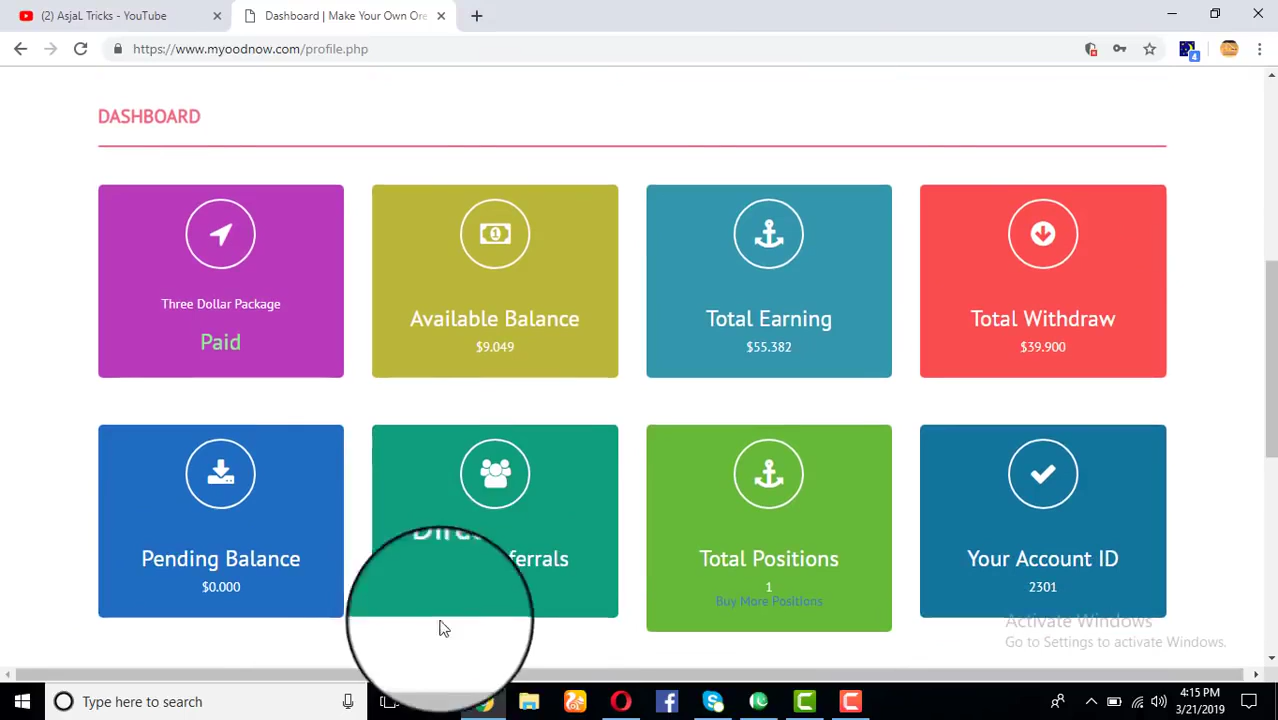 (2) AsjaL Tricks - YouTube
Dashboard | Make Your Own Ore
https://www.myoodnow.com/profile.php
4
DASHBOARD
Three Dollar Package
Paid
1
Available Balance
$9.049
Total Earning
$55.382
Total Withdraw
$39.900
Pending Balance
$0.000
Total Positions
1
Buy More Positions
Your Account ID
2301
Activate Windows
Go to Settings to activate Windows.
Type here to search
4:15 PM
3/21/2019